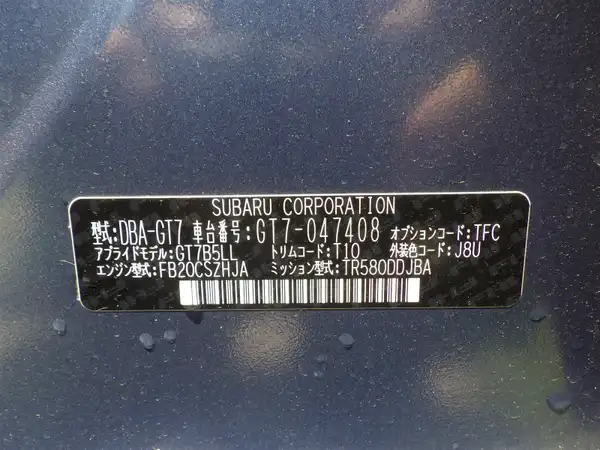 SUBARU CORPORATION
型式:DBA-GT7 車台番号:GT7-047408 オプションコード:TFC
アプライドモデル:GT7B5LL トリムコード:T10 外装色コード:J8U
エンジン型式:FB20CSZHJA ミッション型式:TR580DDJBA